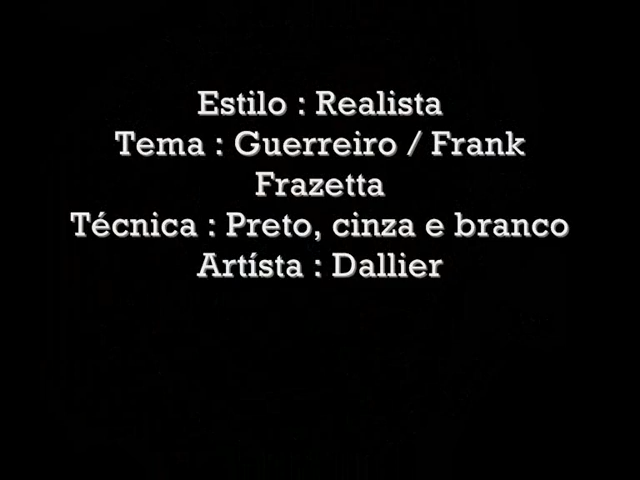 Estilo : Realista
Tema : Guerreiro / Frank
Frazetta
Técnica : Preto, cinza e branco
Artísta : Dallier